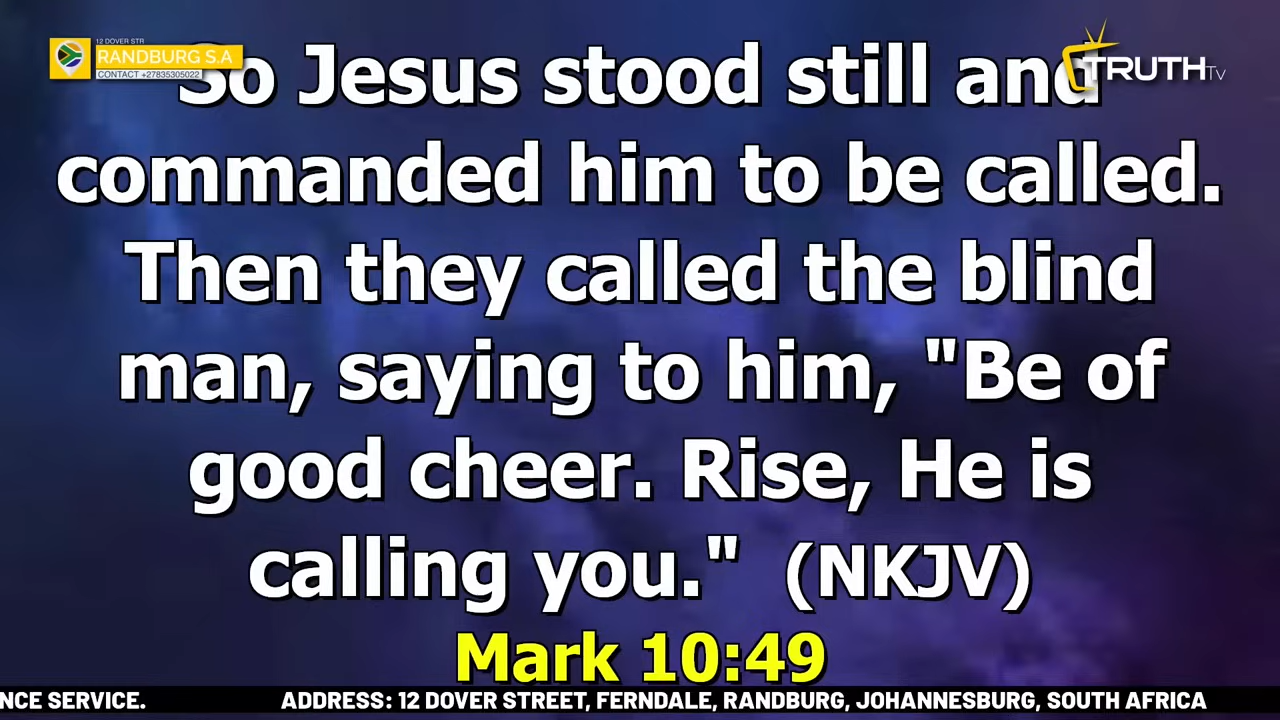 12 DOVER STR
RANDBURG S.A
CONTACT +27835305022
TRUTHTV
So Jesus stood still and
commanded him to be called.
Then they called the blind
man, saying to him, "Be of
good cheer. Rise, He is
calling you." (NKJV)
Mark 10:49
NCE SERVICE. ADDRESS: 12 DOVER STREET, FERNDALE, RANDBURG, JOHANNESBURG, SOUTH AFRICA